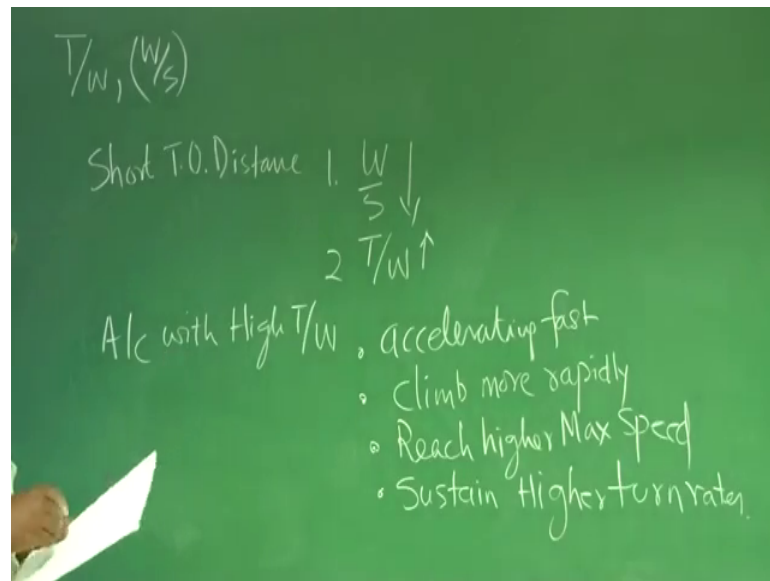 T/W, (W/S)
Short T.O. Distance 1. W/S ↓
2 T/W ↑
A/c with High T/W • accelerating fast
• Climb more rapidly
• Reach higher Max Speed
• Sustain Higher turn rates.